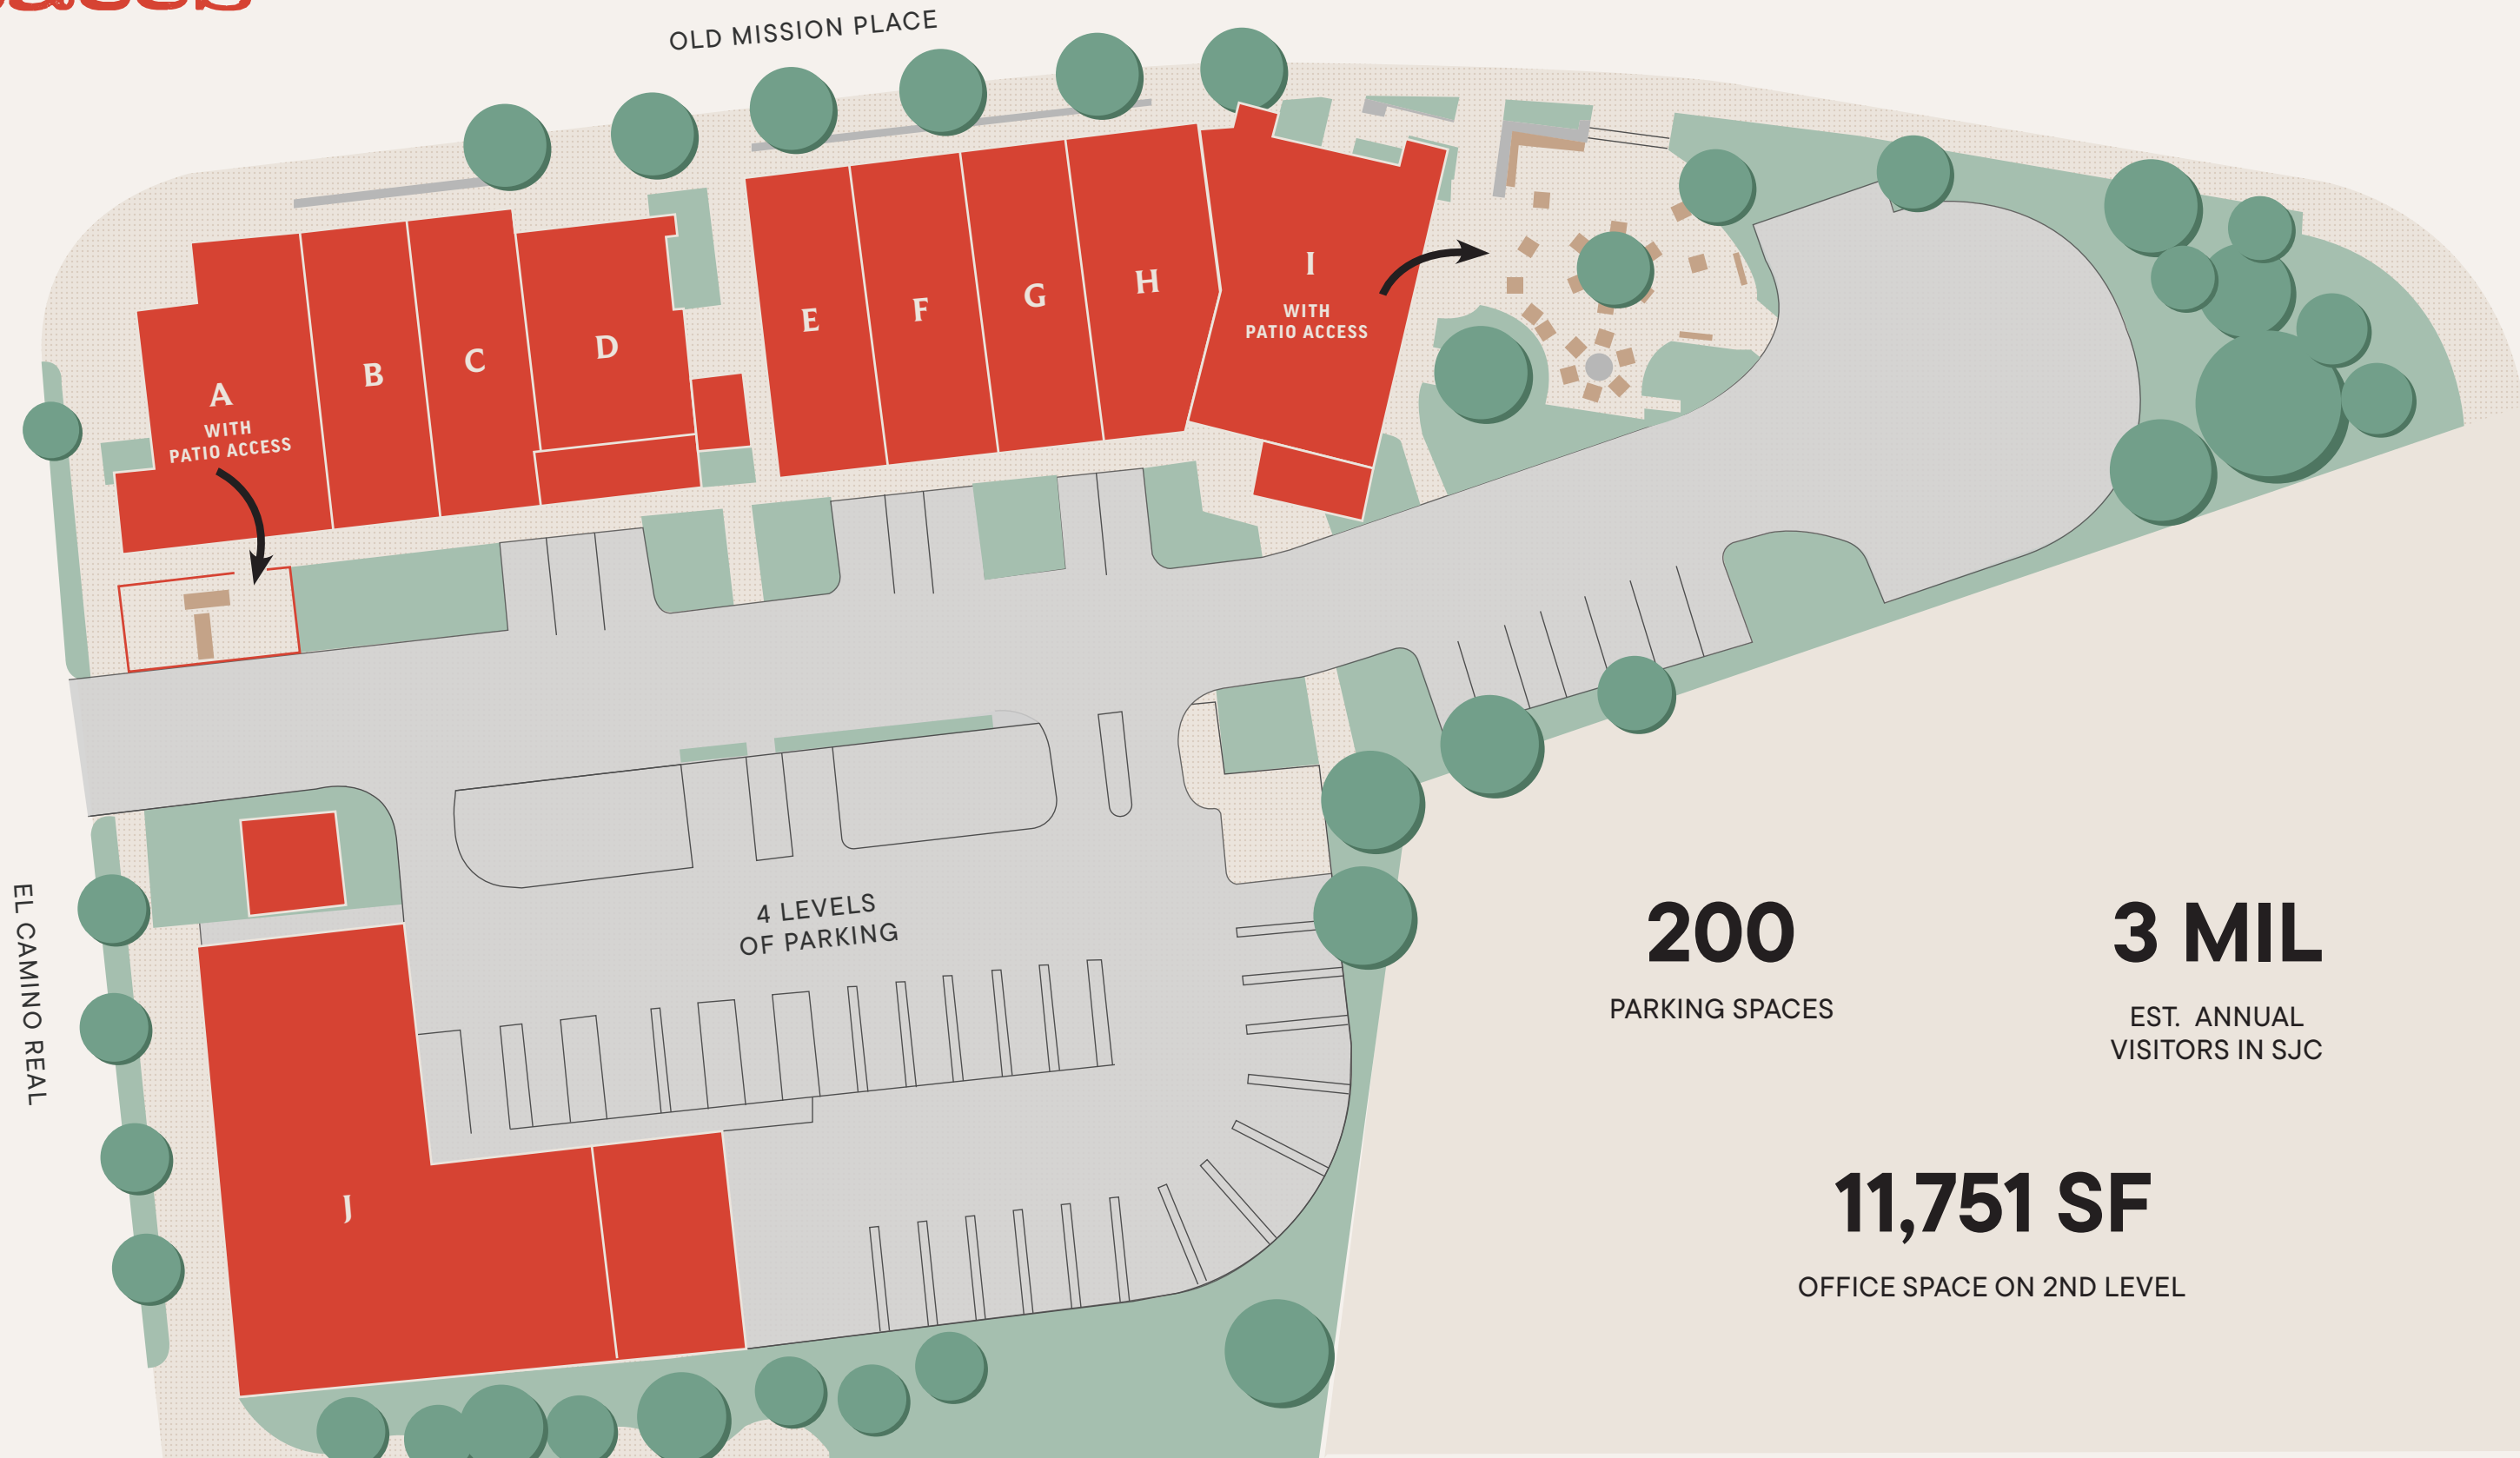 OLD MISSION PLACE
A
WITH
PATIO ACCESS
B
C
D
E
F
G
H
I
WITH
PATIO ACCESS
EL CAMINO REAL
4 LEVELS
OF PARKING
J
200
PARKING SPACES
3 MIL
EST. ANNUAL
VISITORS IN SJC
11,751 SF
OFFICE SPACE ON 2ND LEVEL